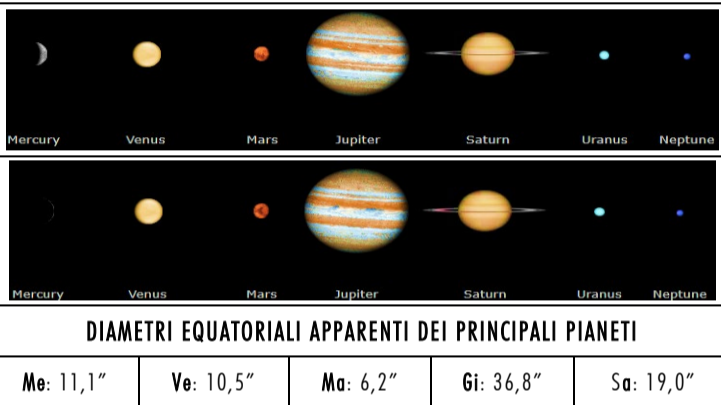 Mercury Venus Mars Jupiter Saturn Uranus Neptune
Mercury Venus Mars Jupiter Saturn Uranus Neptune
DIAMETRI EQUATORIALI APPARENTI DEI PRINCIPALI PIANETI
Me: 11,1″ Ve: 10,5″ Ma: 6,2″ Gi: 36,8″ Sa: 19,0″